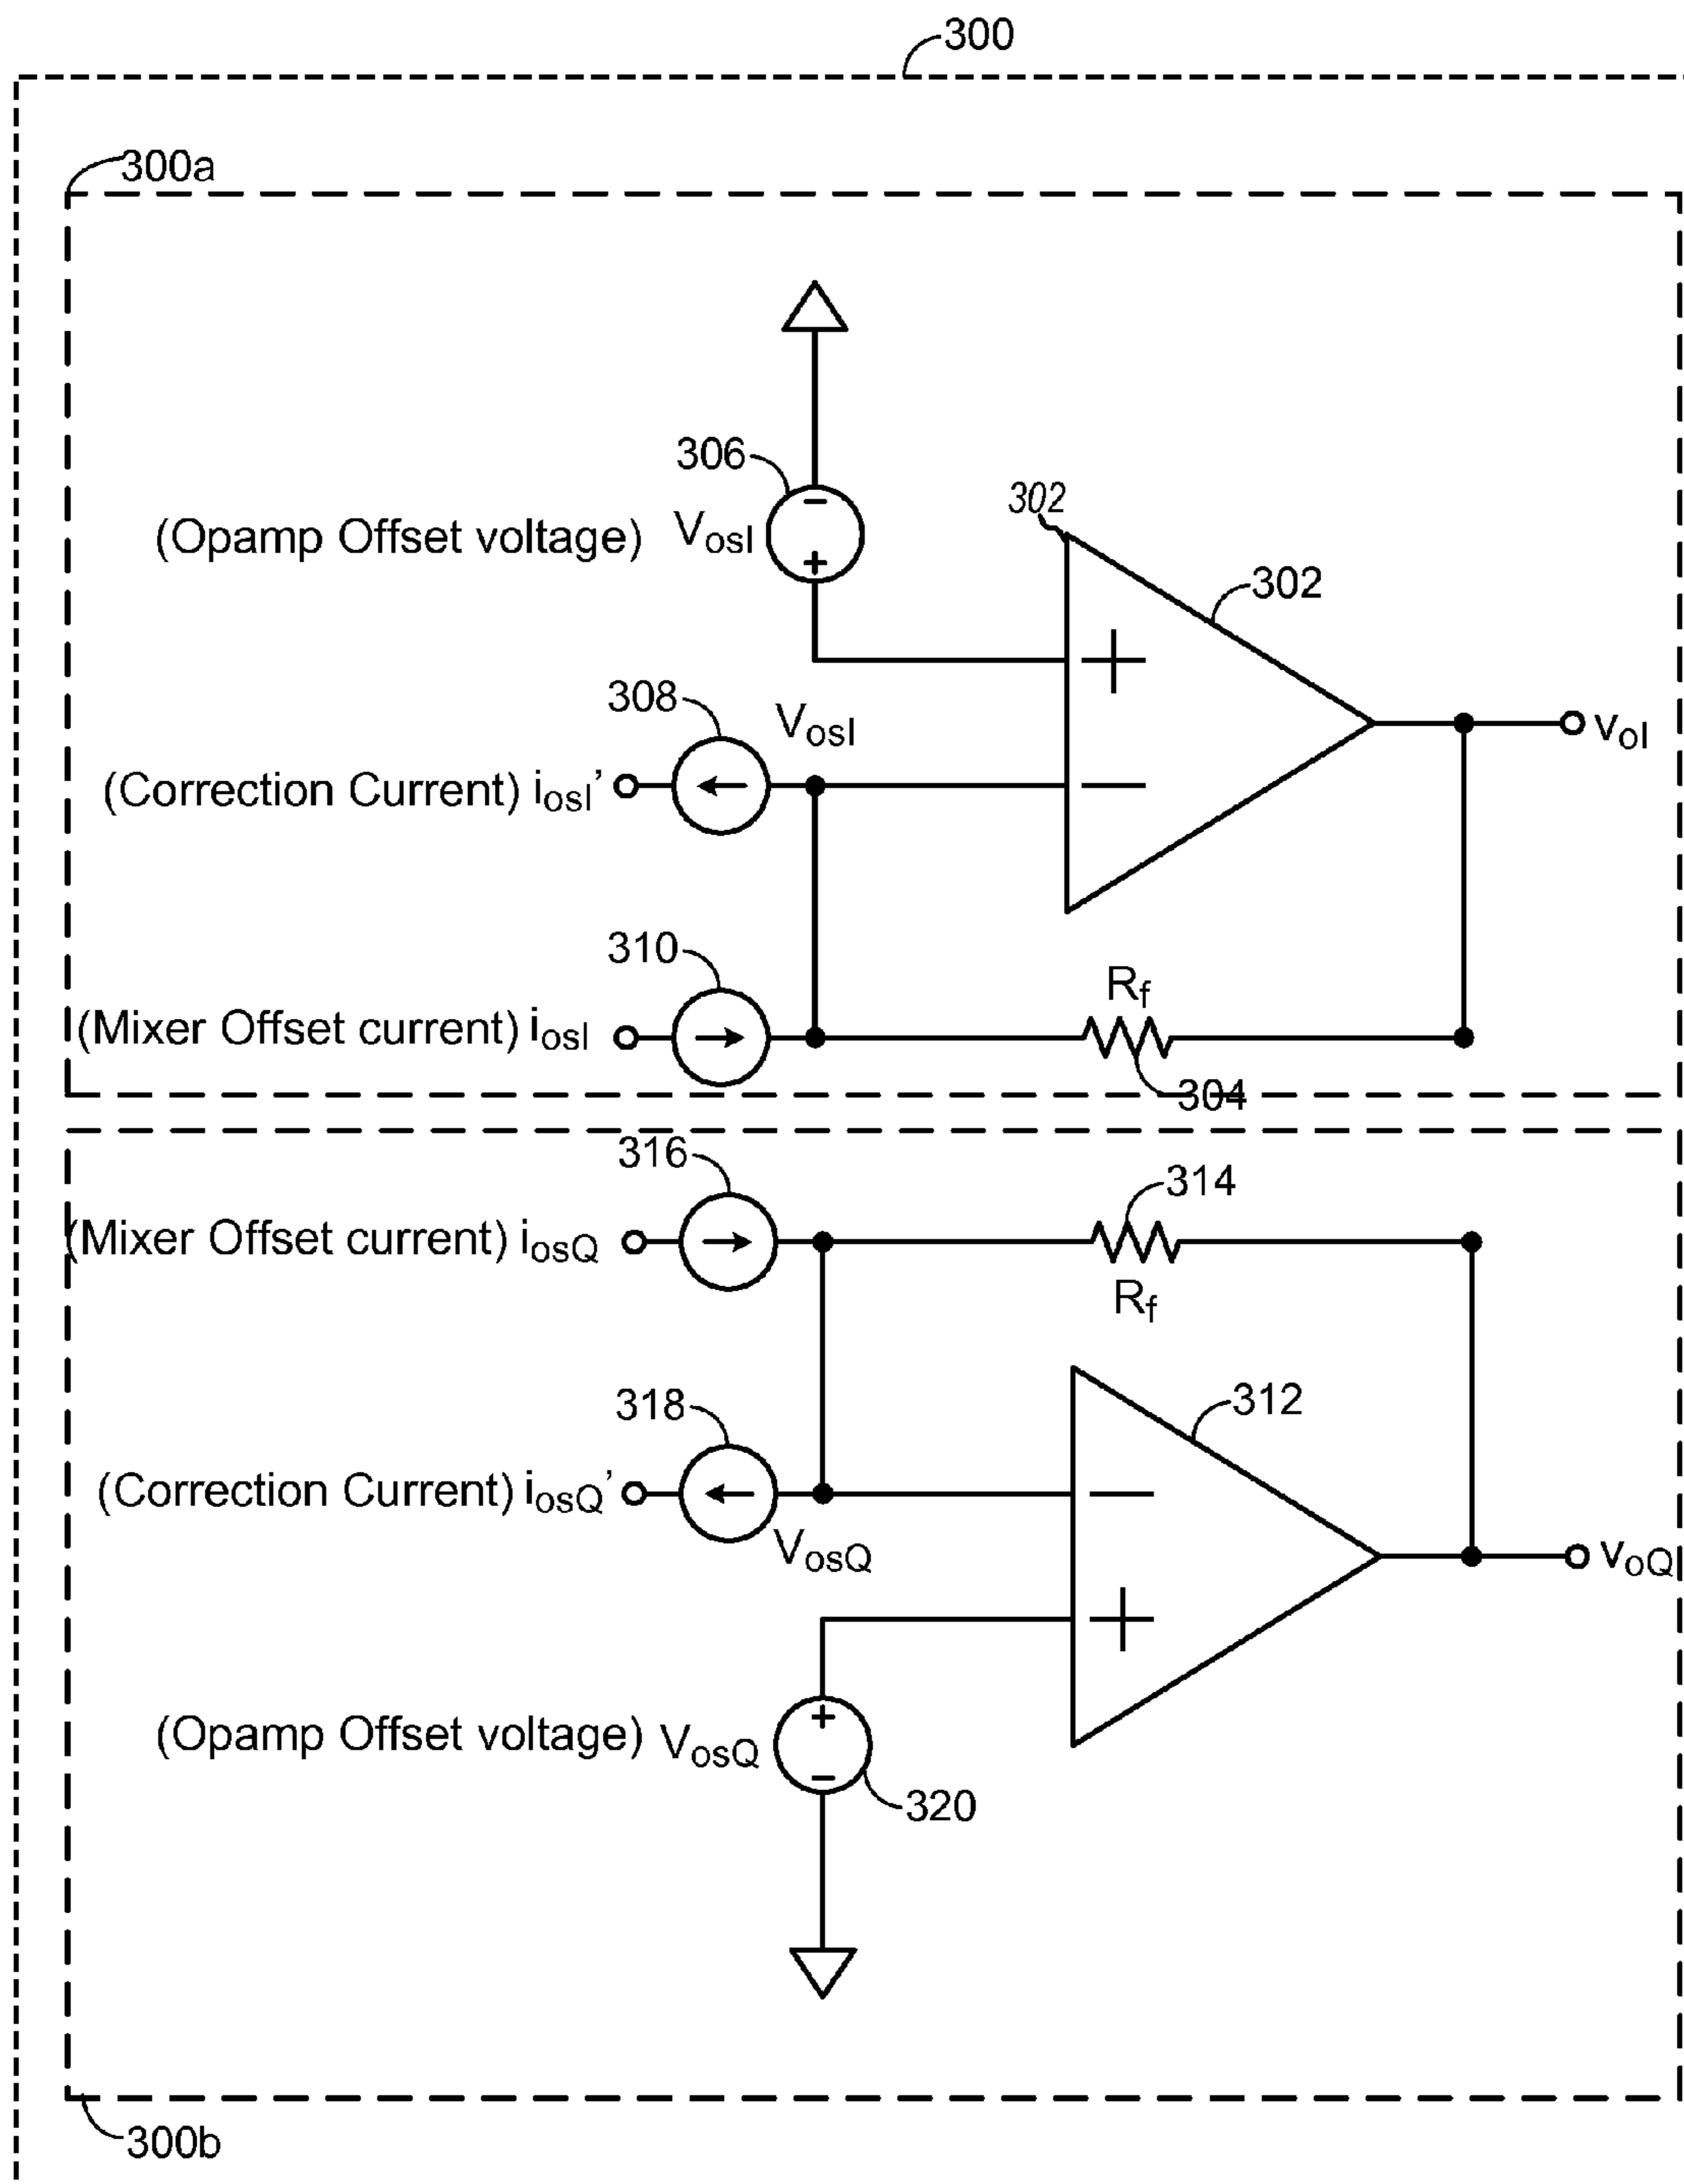 300
300a
306
(Opamp Offset voltage) VosI
302
302
+
−
308
VosI
voI
(Correction Current) iosI’
310
Rf
(Mixer Offset current) iosI
304
316
314
(Mixer Offset current) iosQ
Rf
318
312
(Correction Current) iosQ’
VosQ
voQ
(Opamp Offset voltage) VosQ
320
300b